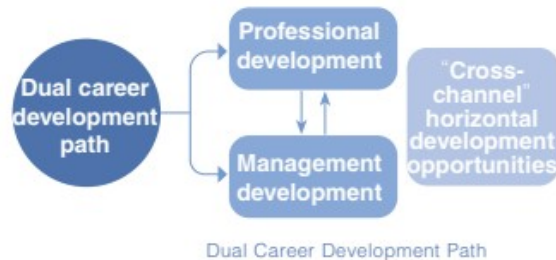 Dual career
development
path
Professional
development
Management
development
"Cross-
channel"
horizontal
development
opportunities
Dual Career Development Path